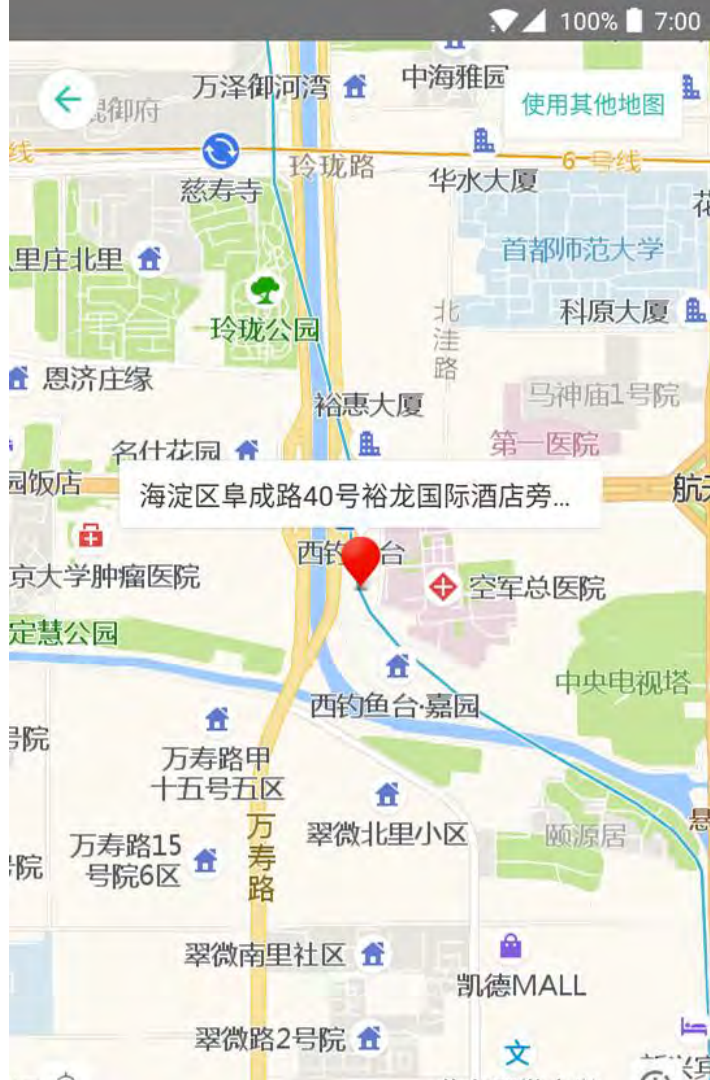 100% 7:00
万泽御河湾
中海雅园
使用其他地图
御府
线
6号线
玲珑路
慈寿寺
华水大厦
花
里庄北里
首都师范大学
玲珑公园
北洼路
科原大厦
恩济庄缘
裕惠大厦
马神庙1号院
名仕花园
第一医院
园饭店
海淀区阜成路40号裕龙国际酒店旁...
航天
西钓
台
京大学肿瘤医院
空军总医院
定慧公园
中央电视塔
西钓鱼台·嘉园
号院
万寿路甲
十五号五区
万寿路
万寿路15
号院6区
翠微北里小区
颐源居
院
翠微南里社区
凯德MALL
翠微路2号院
文